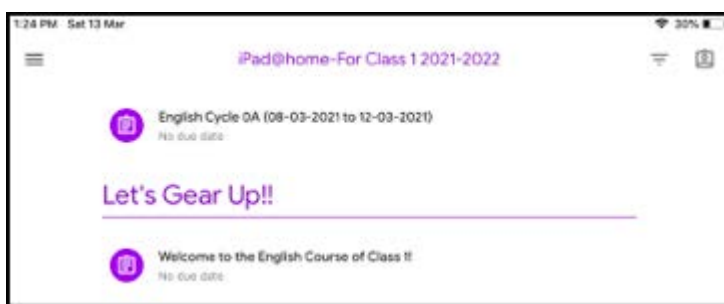 1:24 PM Sat 13 Mar 30%
iPad@home-For Class 1 2021-2022
English Cycle 0A (08-03-2021 to 12-03-2021)
No due date
Let's Gear Up!!
Welcome to the English Course of Class 1!
No due date